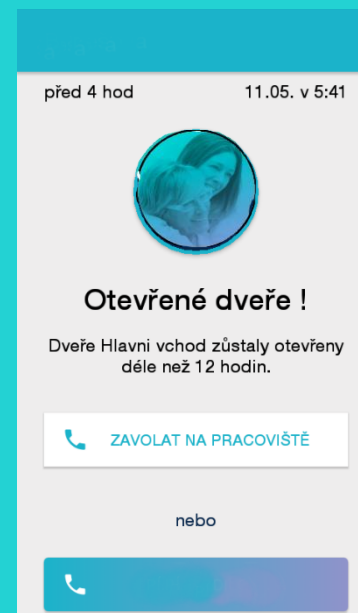 před 4 hod 11.05. v 5:41
Otevřené dveře !
Dveře Hlavni vchod zůstaly otevřeny
déle než 12 hodin.
ZAVOLAT NA PRACOVIŠTĚ
nebo